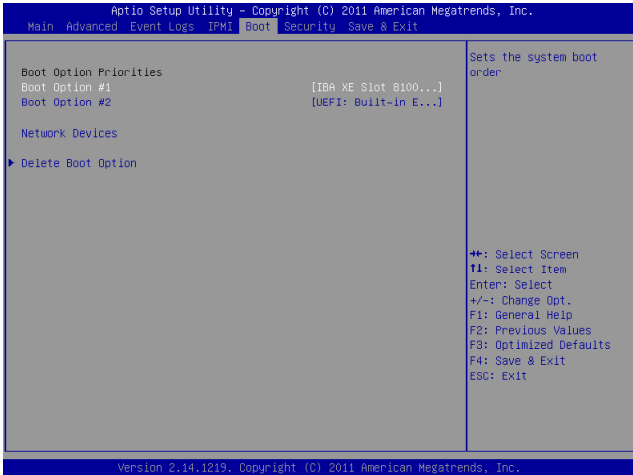 Aptio Setup Utility – Copyright (C) 2011 American Megatrends, Inc.
Main Advanced Event Logs IPMI Boot Security Save & Exit
Boot Option Priorities
Boot Option #1 [IBA XE Slot 8100...]
Boot Option #2 [UEFI: Built-in E...]
Network Devices
Delete Boot Option
Sets the system boot
order
→←: Select Screen
↑↓: Select Item
Enter: Select
+/-: Change Opt.
F1: General Help
F2: Previous Values
F3: Optimized Defaults
F4: Save & Exit
ESC: Exit
Version 2.14.1219. Copyright (C) 2011 American Megatrends, Inc.